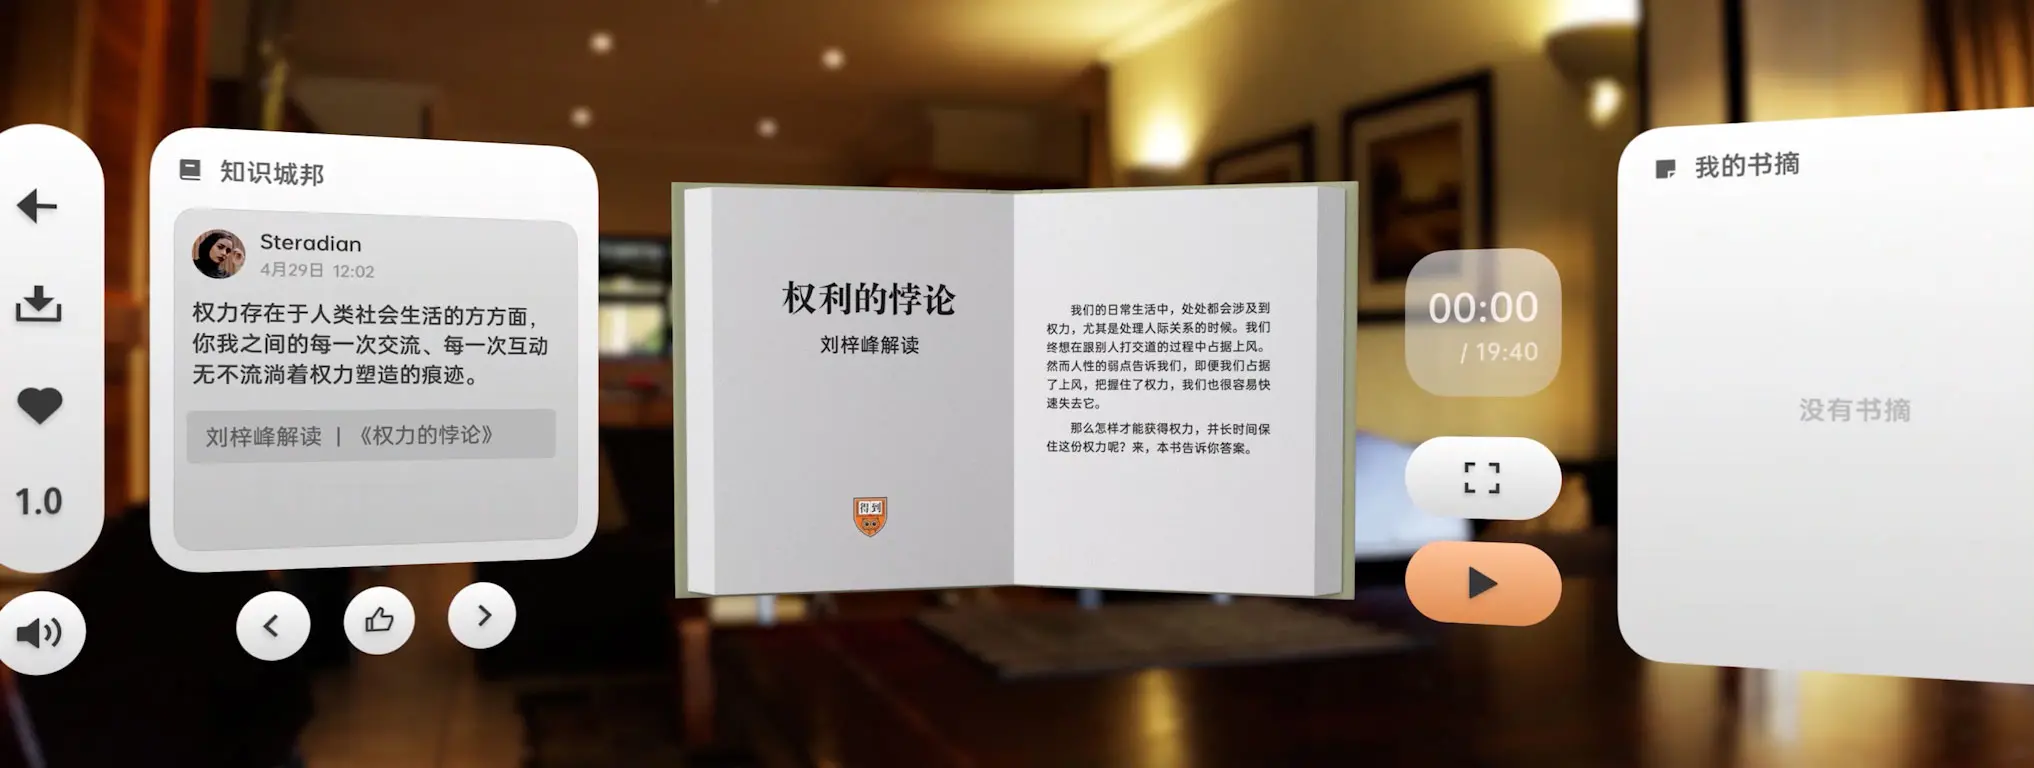 知识城邦
Steradian
4月29日 12:02
权力存在于人类社会生活的方方面，
你我之间的每一次交流、每一次互动
无不流淌着权力塑造的痕迹。
刘梓峰解读 | 《权力的悖论》
1.0
权利的悖论
刘梓峰解读
得到
我们的日常生活中，处处都会涉及到
权力，尤其是处理人际关系的时候。我们
终想在跟别人打交道的过程中占据上风。
然而人性的弱点告诉我们，即便我们占据
了上风，把握住了权力，我们也很容易快
速失去它。
那么怎样才能获得权力，并长时间保
住这份权力呢？来，本书告诉你答案。
00:00
/ 19:40
我的书摘
没有书摘